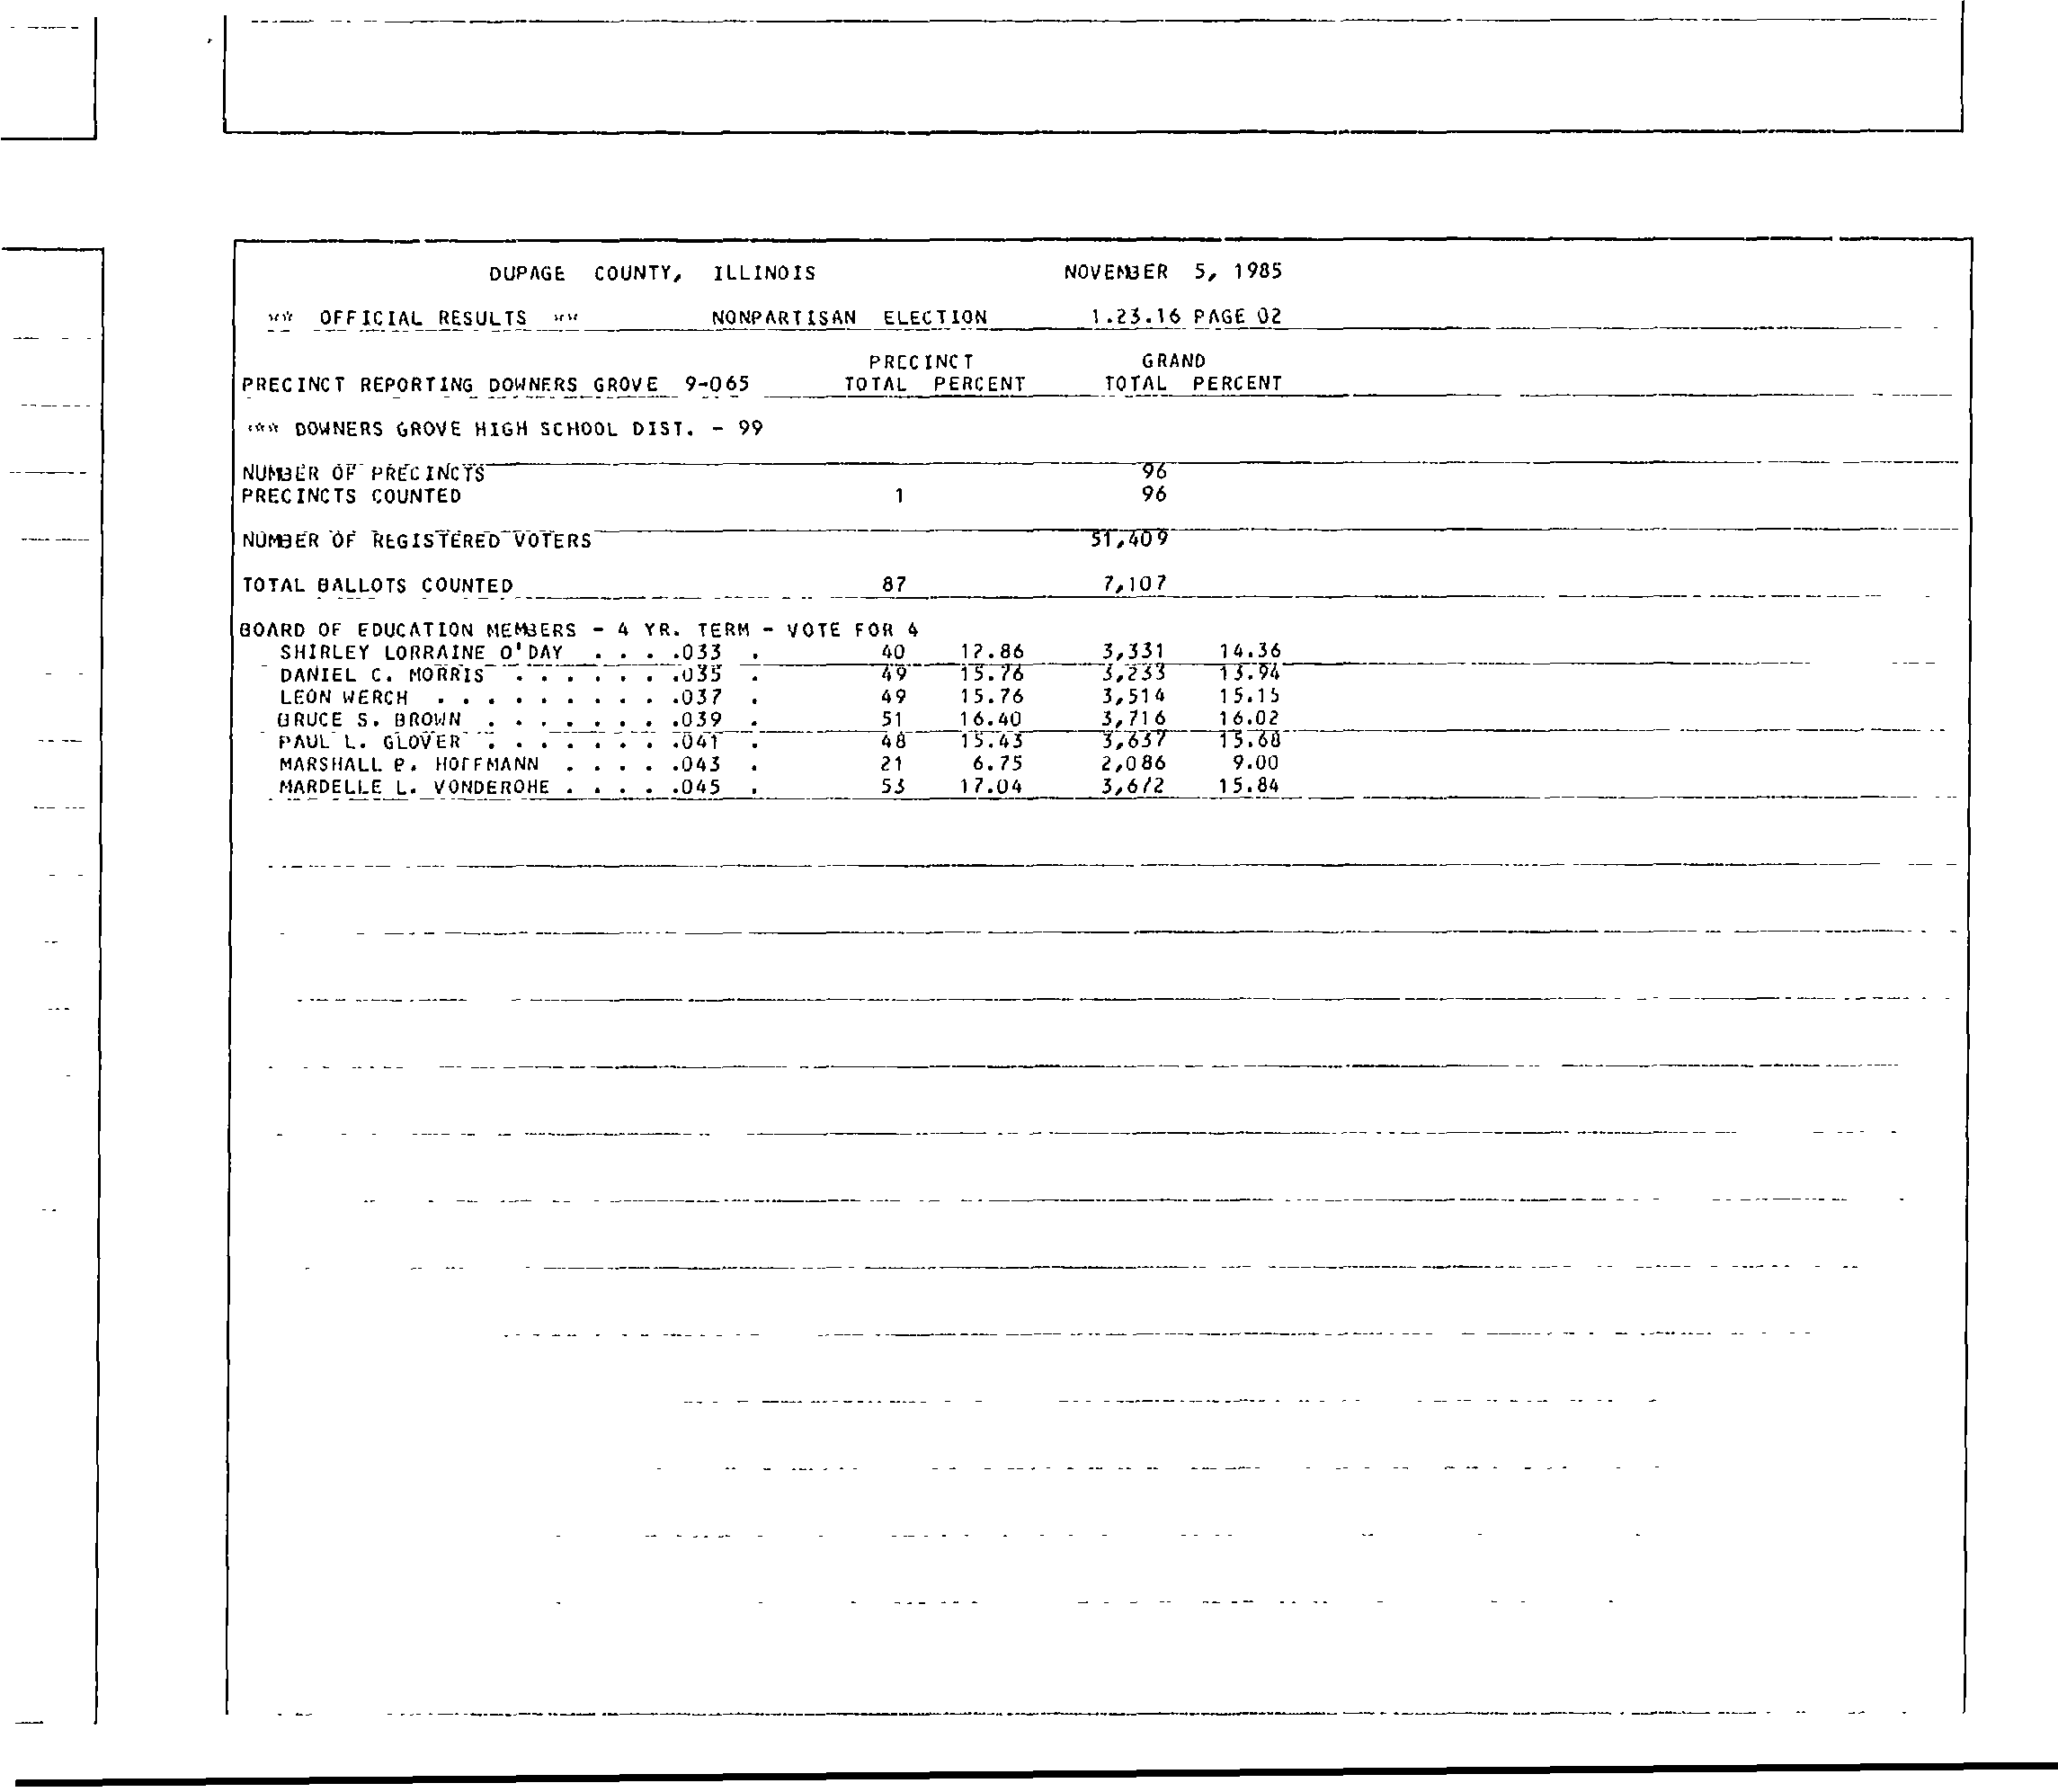 DUPAGE COUNTY, ILLINOIS NOVEMBER 5, 1985
** OFFICIAL RESULTS ** NONPARTISAN ELECTION 1.23.16 PAGE 02
PRECINCT GRAND
PRECINCT REPORTING DOWNERS GROVE 9-065 TOTAL PERCENT TOTAL PERCENT
*** DOWNERS GROVE HIGH SCHOOL DIST. - 99
NUMBER OF PRECINCTS 96
PRECINCTS COUNTED 1 96
NUMBER OF REGISTERED VOTERS 51,409
TOTAL BALLOTS COUNTED 87 7,107
BOARD OF EDUCATION MEMBERS - 4 YR. TERM - VOTE FOR 4
SHIRLEY LORRAINE O'DAY . . . .033 . 40 12.86 3,331 14.36
DANIEL C. MORRIS . . . . . . .035 . 49 15.76 3,233 13.94
LEON WERCH . . . . . . . . . .037 . 49 15.76 3,514 15.15
BRUCE S. BROWN . . . . . . . .039 . 51 16.40 3,716 16.02
PAUL L. GLOVER . . . . . . . .041 . 48 15.43 3,637 15.68
MARSHALL P. HOFFMANN . . . . .043 . 21 6.75 2,086 9.00
MARDELLE L. VONDEROHE . . . . .045 . 53 17.04 3,672 15.84